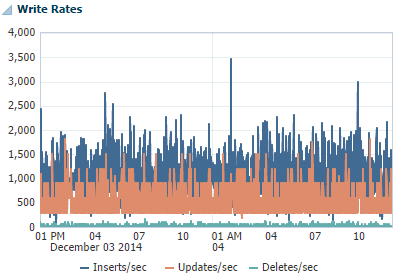 Write Rates
4,000
3,500
3,000
2,500
2,000
1,500
1,000
500
0
01 PM 04 07 10 01 AM 04 07 10
December 03 2014 04
Inserts/sec Updates/sec Deletes/sec